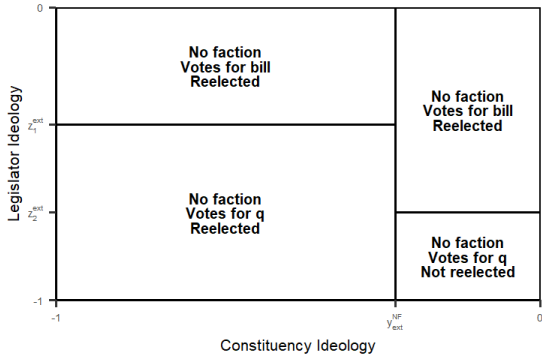 0
No faction
Votes for bill
Reelected
No faction
Votes for bill
Reelected
z₁ᵉˣᵗ
No faction
Votes for q
Reelected
z₂ᵉˣᵗ
No faction
Votes for q
Not reelected
-1
-1
yₑₓₜᴺᶠ
0
Legislator Ideology
Constituency Ideology